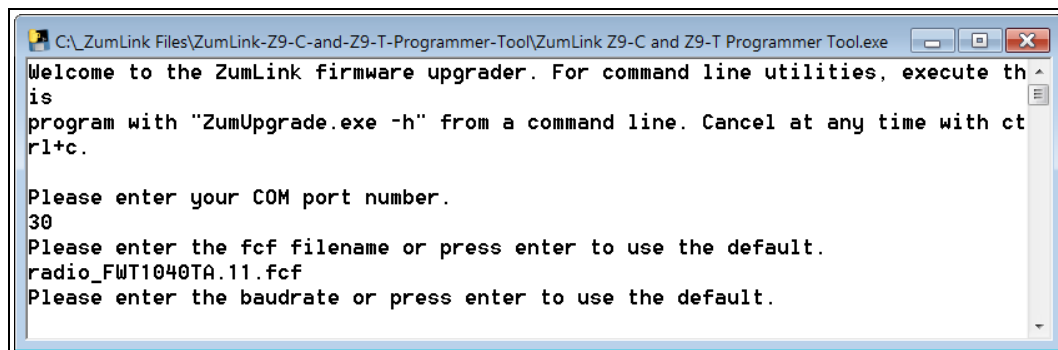 C:\_ZumLink Files\ZumLink-Z9-C-and-Z9-T-Programmer-Tool\ZumLink Z9-C and Z9-T Programmer Tool.exe
Welcome to the ZumLink firmware upgrader. For command line utilities, execute th
is
program with "ZumUpgrade.exe -h" from a command line. Cancel at any time with ct
rl+c.
Please enter your COM port number.
30
Please enter the fcf filename or press enter to use the default.
radio_FWT1040TA.11.fcf
Please enter the baudrate or press enter to use the default.